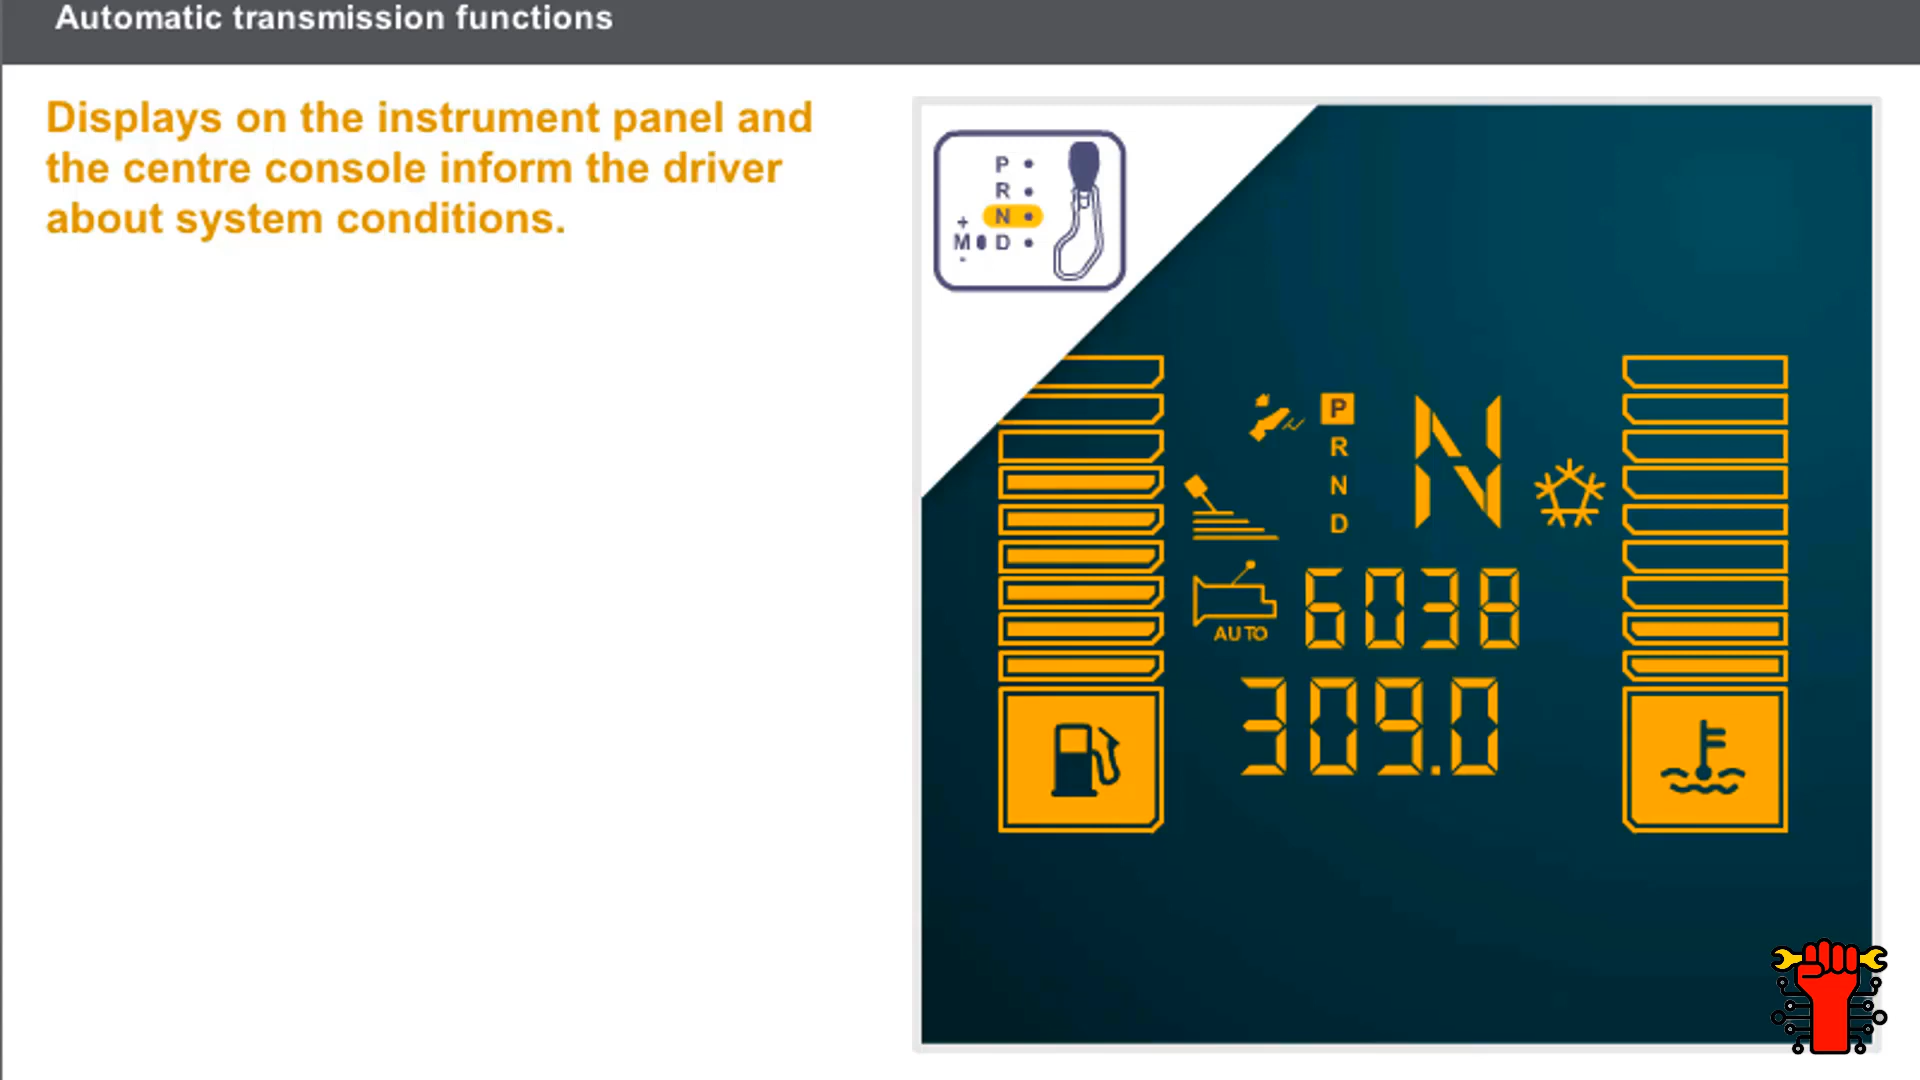 Automatic transmission functions
Displays on the instrument panel and
the centre console inform the driver
about system conditions.
P
R
N
+
M D
-
P
R
N
D
N
AUTO
6038
309.0